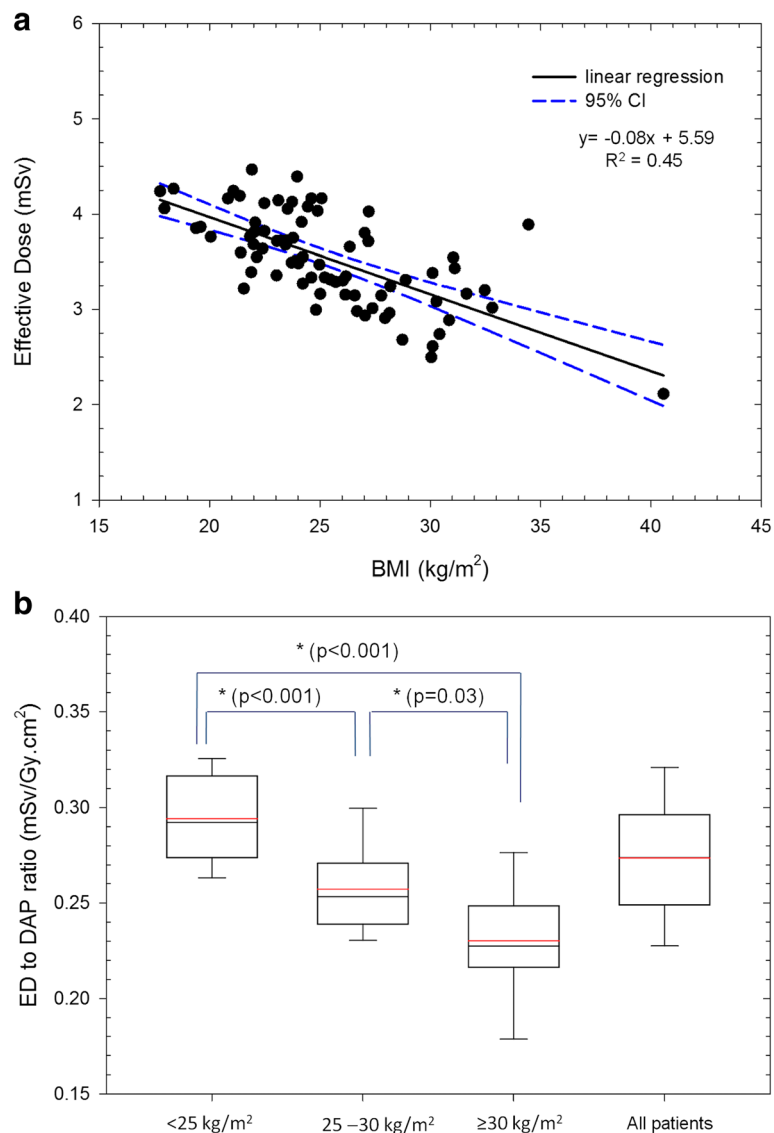 a
6
5
4
3
2
1
Effective Dose (mSv)
linear regression
95% CI
y= -0.08x + 5.59
R² = 0.45
15 20 25 30 35 40 45
BMI (kg/m²)
b
0.40
0.35
0.30
0.25
0.20
0.15
ED to DAP ratio (mSv/Gy.cm²)
* (p<0.001)
* (p<0.001) * (p=0.03)
<25 kg/m² 25 –30 kg/m² ≥30 kg/m² All patients